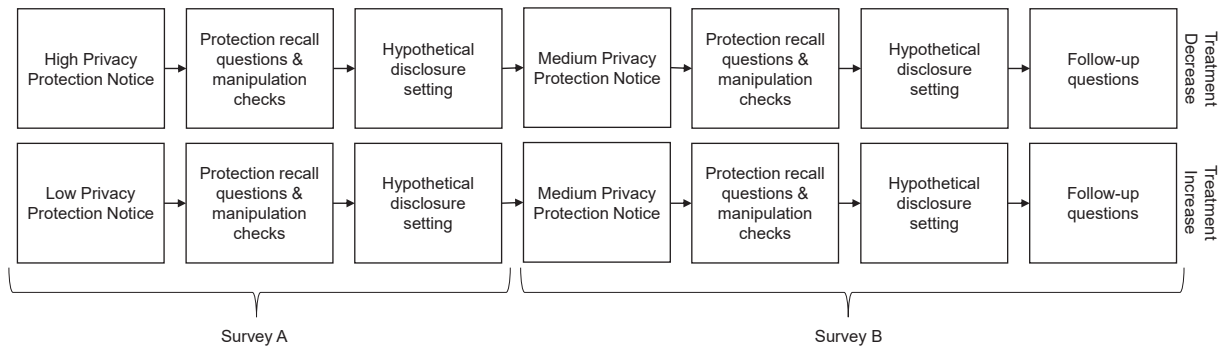 High Privacy
Protection Notice
Protection recall
questions &
manipulation
checks
Hypothetical
disclosure
setting
Medium Privacy
Protection Notice
Protection recall
questions &
manipulation
checks
Hypothetical
disclosure
setting
Follow-up
questions
Treatment
Decrease
Low Privacy
Protection Notice
Protection recall
questions &
manipulation
checks
Hypothetical
disclosure
setting
Medium Privacy
Protection Notice
Protection recall
questions &
manipulation
checks
Hypothetical
disclosure
setting
Follow-up
questions
Treatment
Increase
Survey A
Survey B